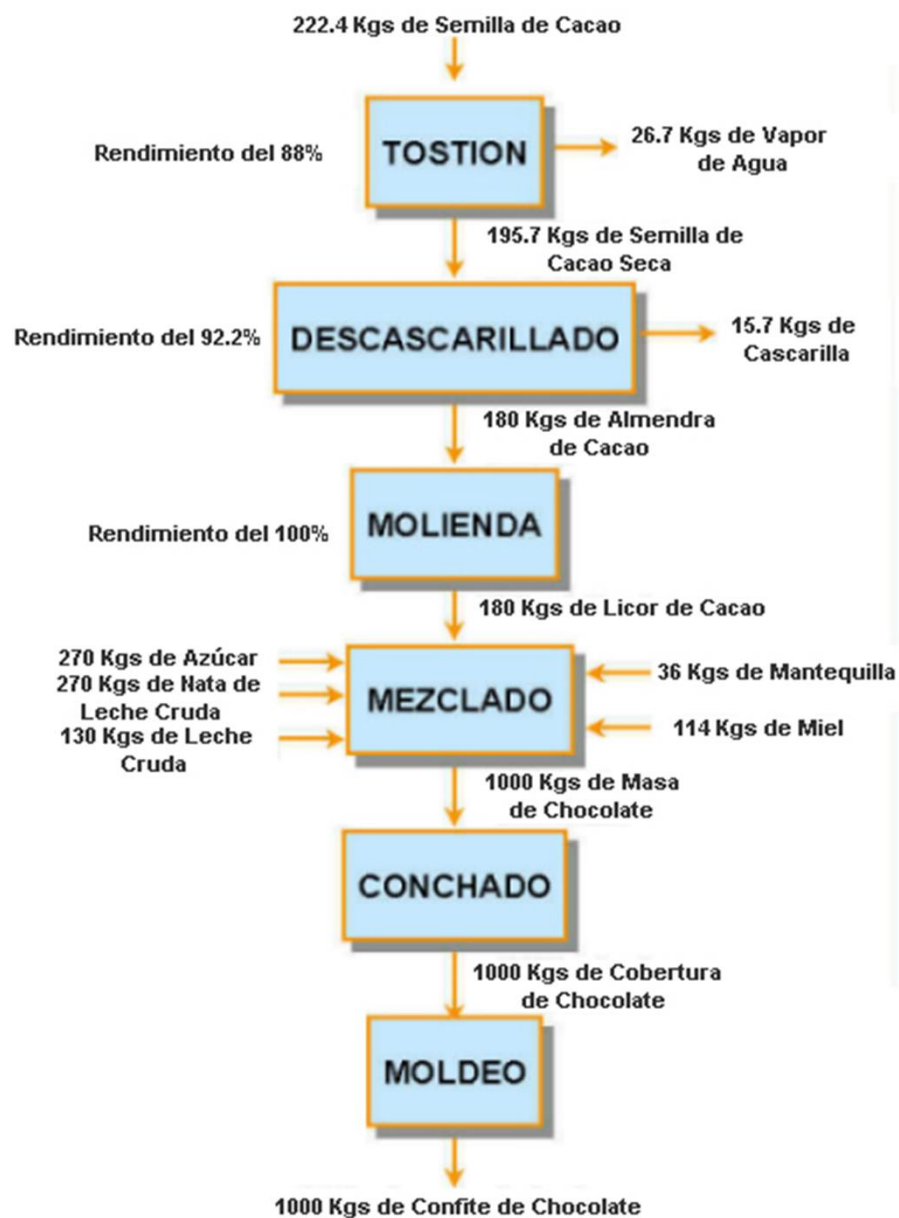 222.4 Kgs de Semilla de Cacao
TOSTION
Rendimiento del 88%
26.7 Kgs de Vapor
de Agua
195.7 Kgs de Semilla de
Cacao Seca
Rendimiento del 92.2%
DESCASCARILLADO
15.7 Kgs de
Cascarilla
180 Kgs de Almendra
de Cacao
Rendimiento del 100%
MOLIENDA
180 Kgs de Licor de Cacao
270 Kgs de Azúcar
270 Kgs de Nata de
Leche Cruda
130 Kgs de Leche
Cruda
MEZCLADO
36 Kgs de Mantequilla
114 Kgs de Miel
1000 Kgs de Masa
de Chocolate
CONCHADO
1000 Kgs de Cobertura
de Chocolate
MOLDEO
1000 Kgs de Confite de Chocolate